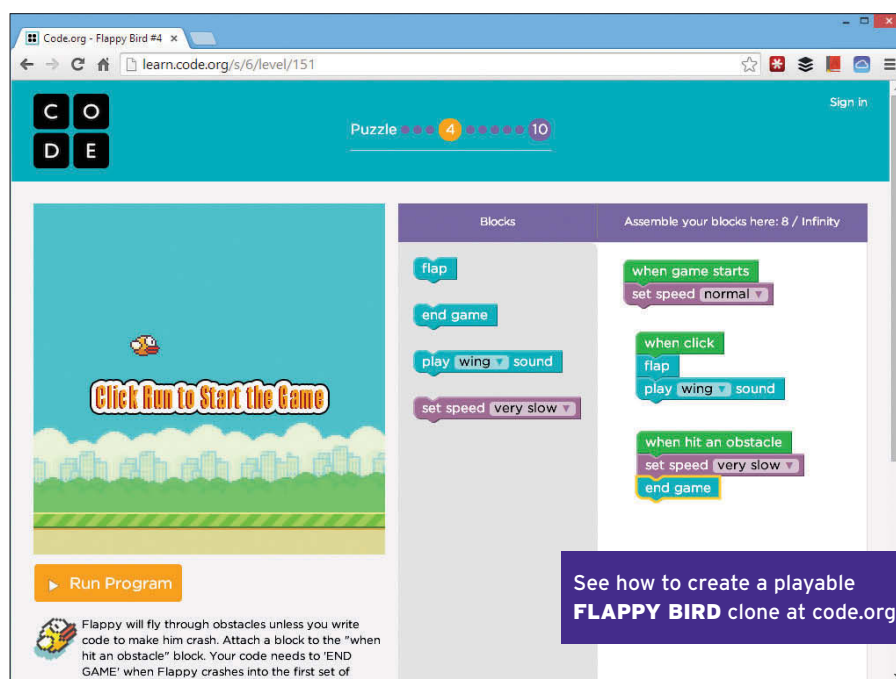 Code.org - Flappy Bird #4
learn.code.org/s/6/level/151
Sign in
C O
D E
Puzzle 4 10
Click Run to Start the Game
Run Program
Flappy will fly through obstacles unless you write
code to make him crash. Attach a block to the "when
hit an obstacle" block. Your code needs to 'END
GAME' when Flappy crashes into the first set of
Blocks
flap
end game
play wing sound
set speed very slow
Assemble your blocks here: 8 / Infinity
when game starts
set speed normal
when click
flap
play wing sound
when hit an obstacle
set speed very slow
end game
See how to create a playable
FLAPPY BIRD clone at code.org